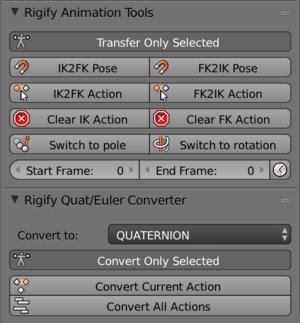 Rigify Animation Tools
Transfer Only Selected
IK2FK Pose FK2IK Pose
IK2FK Action FK2IK Action
Clear IK Action Clear FK Action
Switch to pole Switch to rotation
Start Frame: 0 End Frame: 0
Rigify Quat/Euler Converter
Convert to: QUATERNION
Convert Only Selected
Convert Current Action
Convert All Actions